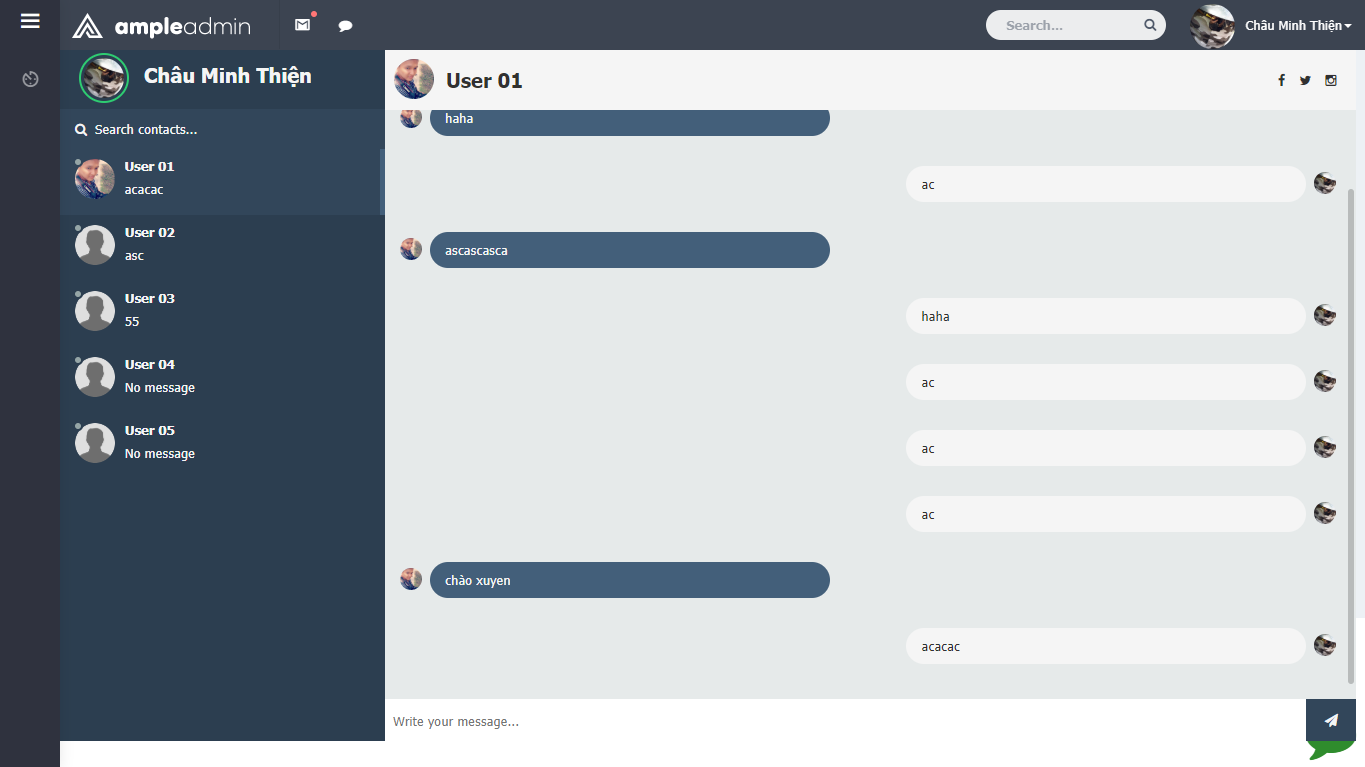 ampleadmin
Search...
Châu Minh Thiện
Châu Minh Thiện
User 01
Search contacts...
User 01
acacac
User 02
asc
User 03
55
User 04
No message
User 05
No message
haha
ac
ascascasca
haha
ac
ac
ac
chào xuyen
acacac
Write your message...